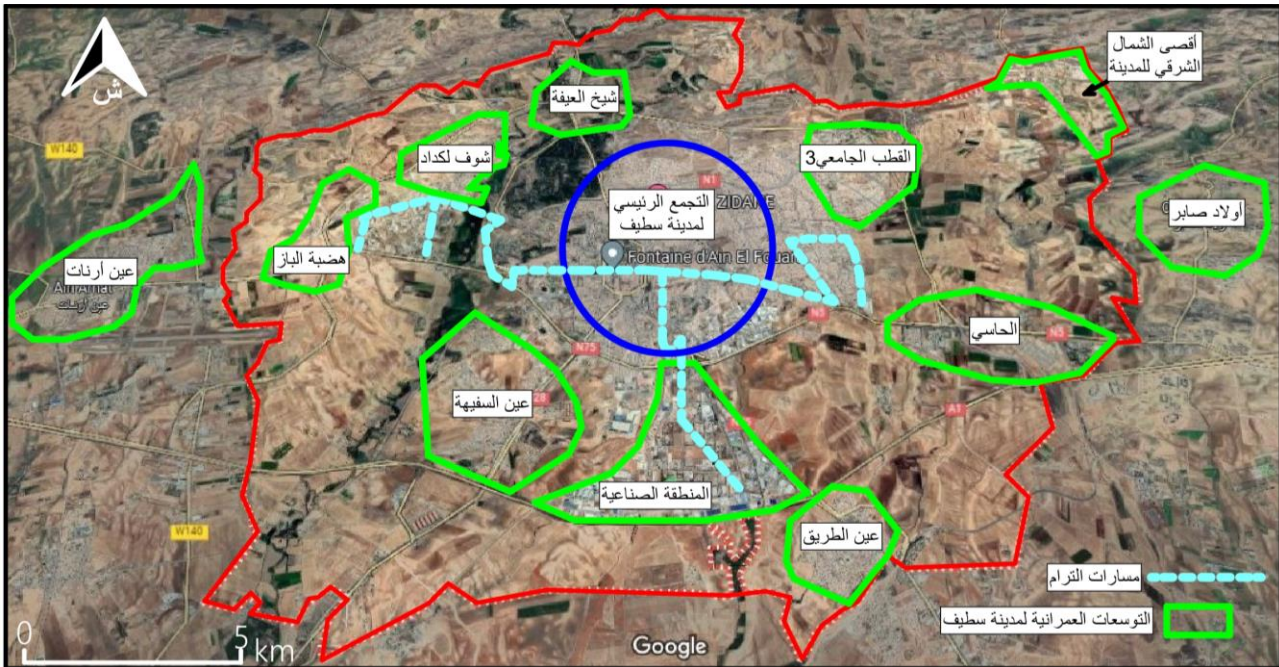 أقصى الشمال
الشرقي للمدينة
ش
شيخ العيفة
W140
شوف لكداد
القطب الجامعي3
N1
ZIDANE
أولاد صابر
التجمع الرئيسي
لمدينة سطيف
Fontaine d'Ain El Fouar
هضبة الباز
عين أرنات
Ain Arnat
عين أرنات
N5
الحاسي
N5
N75
عين السفيهة
28
A1
المنطقة الصناعية
W140
عين الطريق
مسارات الترام
التوسعات العمرانية لمدينة سطيف
0 5 km
Google